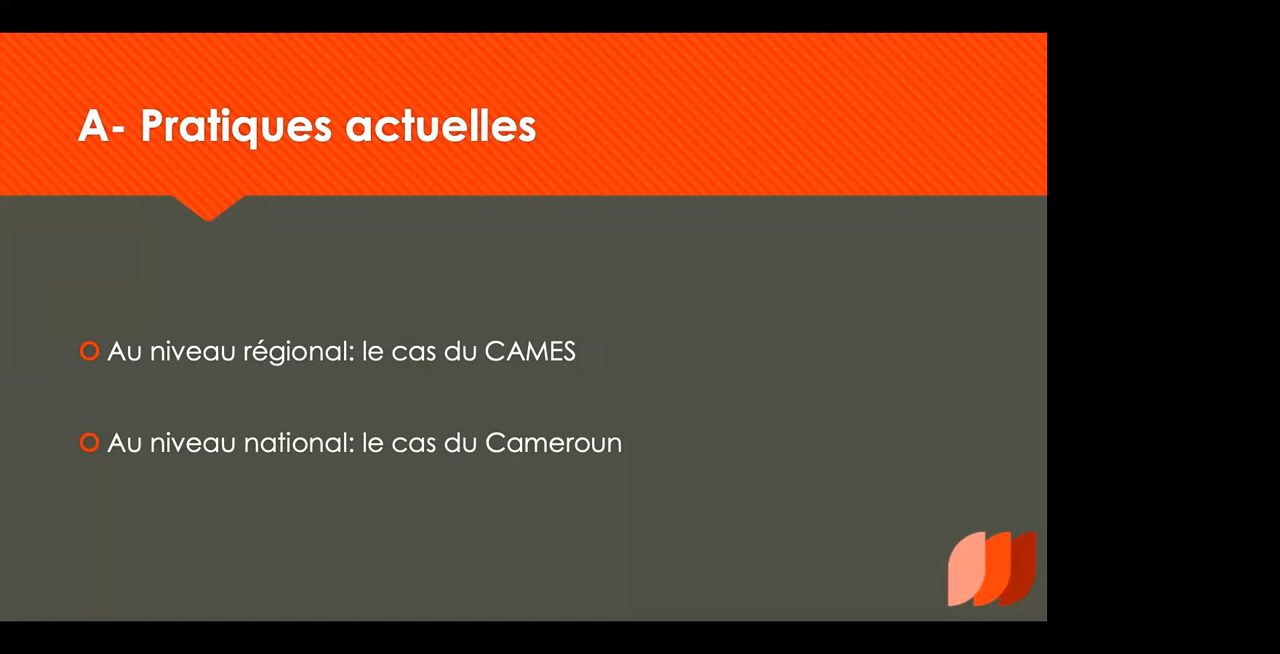 A- Pratiques actuelles
Au niveau régional: le cas du CAMES
Au niveau national: le cas du Cameroun